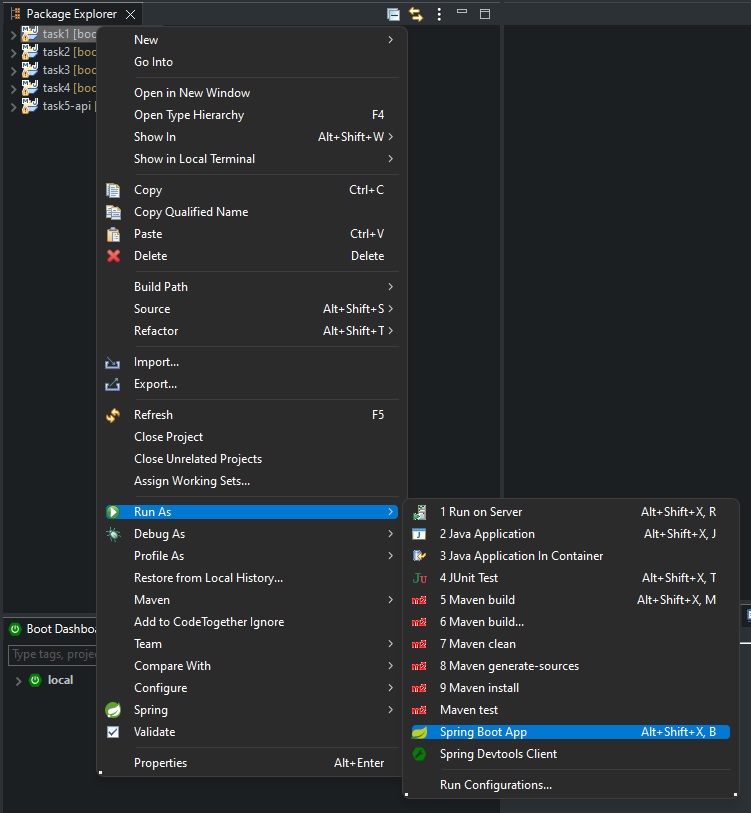 Package Explorer
task1 [boo
task2 [boo
task3 [boo
task4 [boo
task5-api [
New
Go Into
Open in New Window
Open Type Hierarchy F4
Show In Alt+Shift+W
Show in Local Terminal
Copy Ctrl+C
Copy Qualified Name
Paste Ctrl+V
Delete Delete
Build Path
Source Alt+Shift+S
Refactor Alt+Shift+T
Import...
Export...
Refresh F5
Close Project
Close Unrelated Projects
Assign Working Sets...
Run As
Debug As
Profile As
Restore from Local History...
Maven
Add to CodeTogether Ignore
Team
Compare With
Configure
Spring
Validate
Properties Alt+Enter
1 Run on Server Alt+Shift+X, R
2 Java Application Alt+Shift+X, J
3 Java Application In Container
4 JUnit Test Alt+Shift+X, T
5 Maven build Alt+Shift+X, M
6 Maven build...
7 Maven clean
8 Maven generate-sources
9 Maven install
Maven test
Spring Boot App Alt+Shift+X, B
Spring Devtools Client
Run Configurations...
Boot Dashboa
Type tags, projec
local